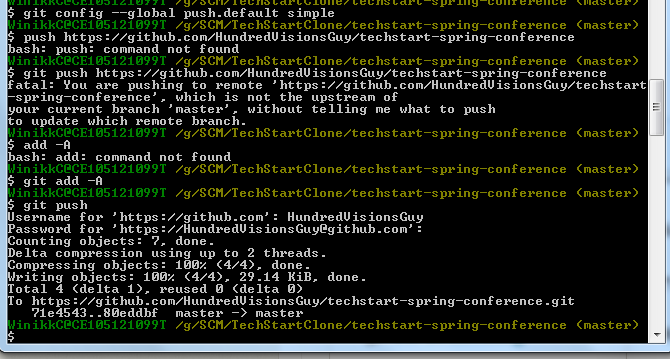 $ git config --global push.default simple
WinikkC@CE105121099T /g/SCM/TechStartClone/techstart-spring-conference (master)
$ push https://github.com/HundredVisionsGuy/techstart-spring-conference
bash: push: command not found
WinikkC@CE105121099T /g/SCM/TechStartClone/techstart-spring-conference (master)
$ git push https://github.com/HundredVisionsGuy/techstart-spring-conference
fatal: You are pushing to remote 'https://github.com/HundredVisionsGuy/techstart
-spring-conference', which is not the upstream of
your current branch 'master', without telling me what to push
to update which remote branch.
WinikkC@CE105121099T /g/SCM/TechStartClone/techstart-spring-conference (master)
$ add -A
bash: add: command not found
WinikkC@CE105121099T /g/SCM/TechStartClone/techstart-spring-conference (master)
$ git add -A
WinikkC@CE105121099T /g/SCM/TechStartClone/techstart-spring-conference (master)
$ git push
Username for 'https://github.com': HundredVisionsGuy
Password for 'https://HundredVisionsGuy@github.com':
Counting objects: 7, done.
Delta compression using up to 2 threads.
Compressing objects: 100% (4/4), done.
Writing objects: 100% (4/4), 29.14 KiB, done.
Total 4 (delta 1), reused 0 (delta 0)
To https://github.com/HundredVisionsGuy/techstart-spring-conference.git
71e4543..80eddbf master -> master
WinikkC@CE105121099T /g/SCM/TechStartClone/techstart-spring-conference (master)
$